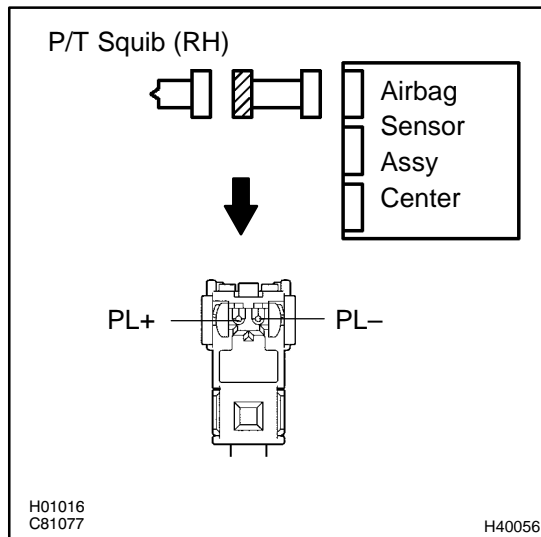 P/T Squib (RH)
Airbag
Sensor
Assy
Center
PL+
PL–
H01016
C81077
H40056